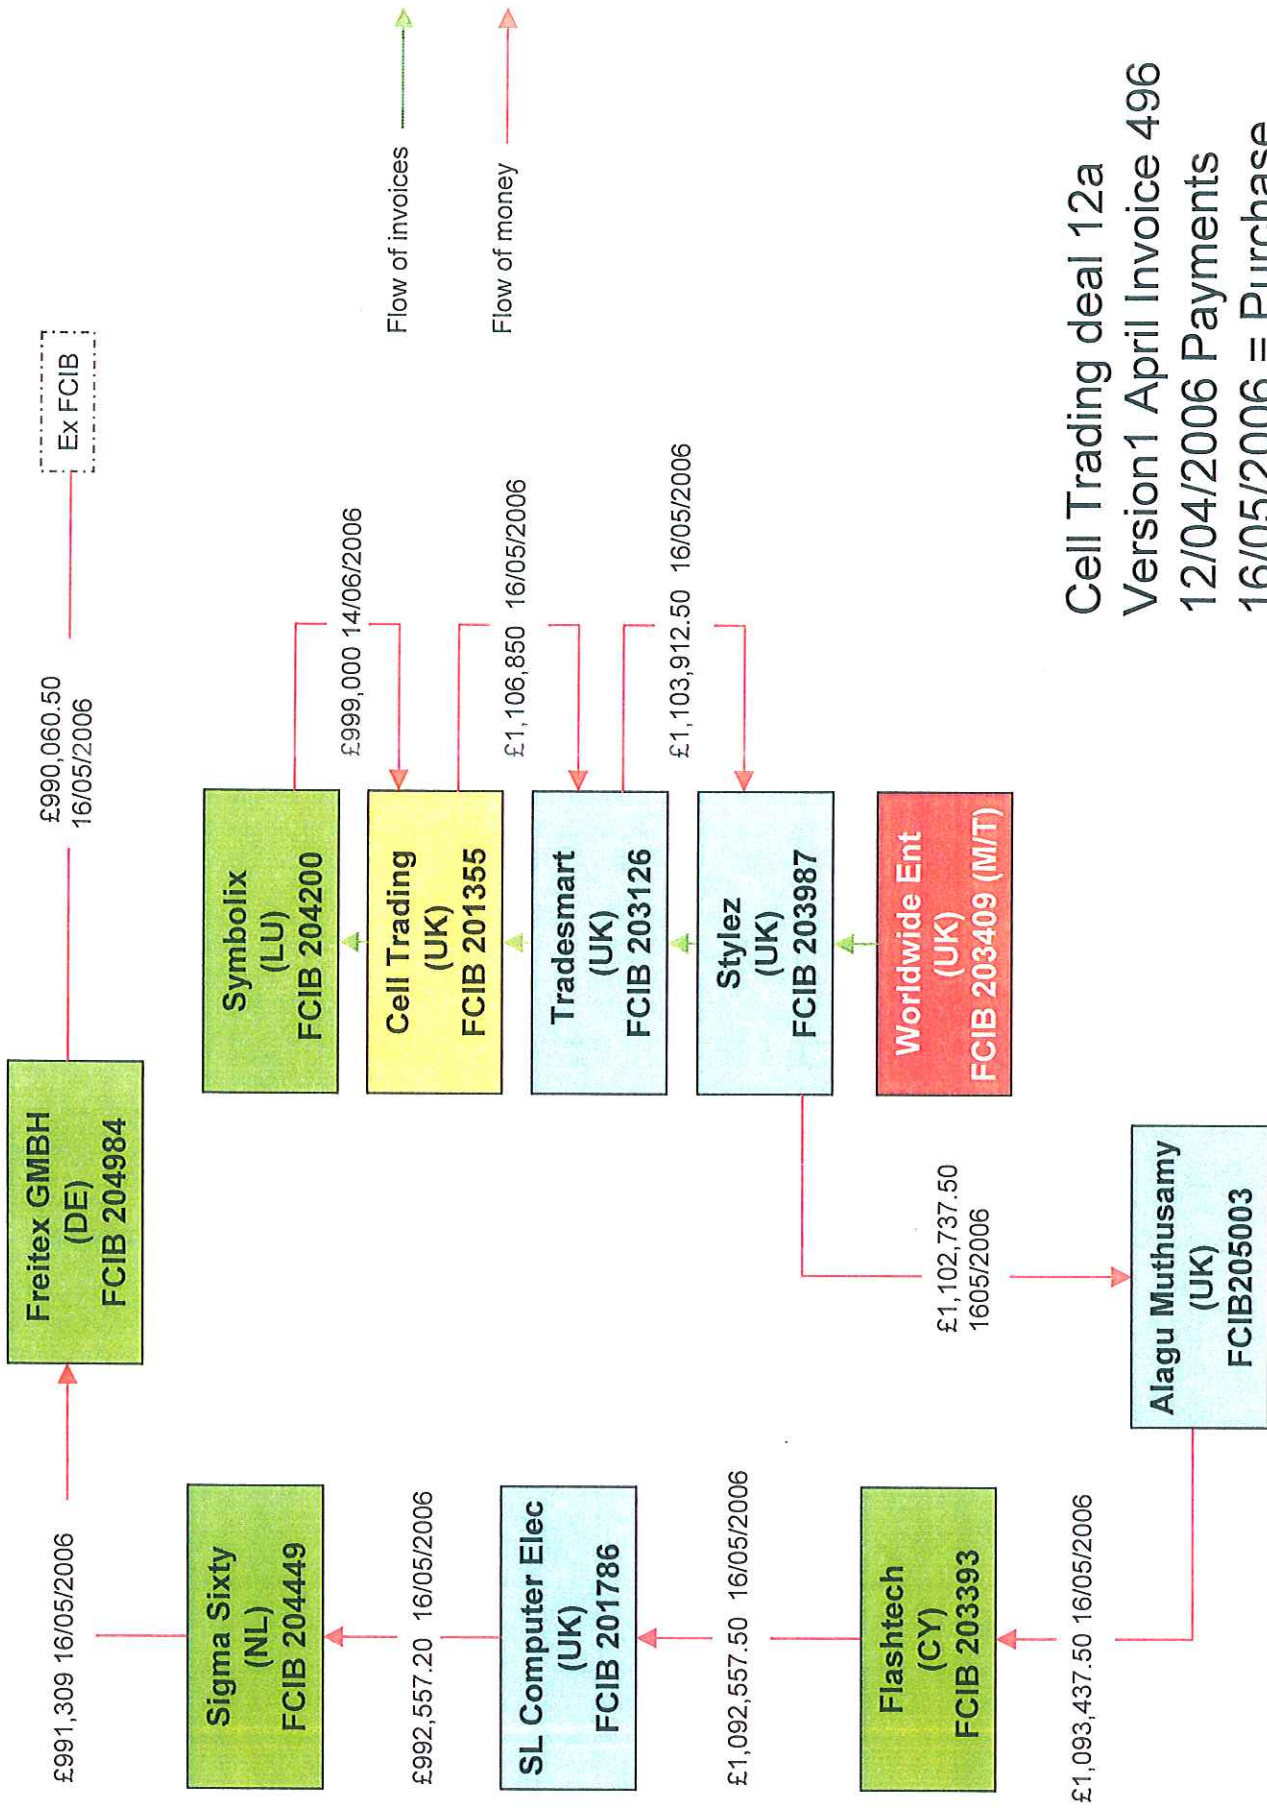 £990,060.50
16/05/2006
Ex FCIB
Freitex GMBH
(DE)
FCIB 204984
£991,309 16/05/2006
Sigma Sixty
(NL)
FCIB 204449
£992,557.20 16/05/2006
SL Computer Elec
(UK)
FCIB 201786
£1,092,557.50 16/05/2006
Flashtech
(CY)
FCIB 203393
£1,093,437.50 16/05/2006
Alagu Muthusamy
(UK)
FCIB205003
£1,102,737.50
1605/2006
Symbolix
(LU)
FCIB 204200
£999,000 14/06/2006
Cell Trading
(UK)
FCIB 201355
£1,106,850 16/05/2006
Tradesmart
(UK)
FCIB 203126
£1,103,912.50 16/05/2006
Stylez
(UK)
FCIB 203987
Worldwide Ent
(UK)
FCIB 203409 (M/T)
Flow of invoices
Flow of money
Cell Trading deal 12a
Version1 April Invoice 496
12/04/2006 Payments
16/05/2006 = Purchase